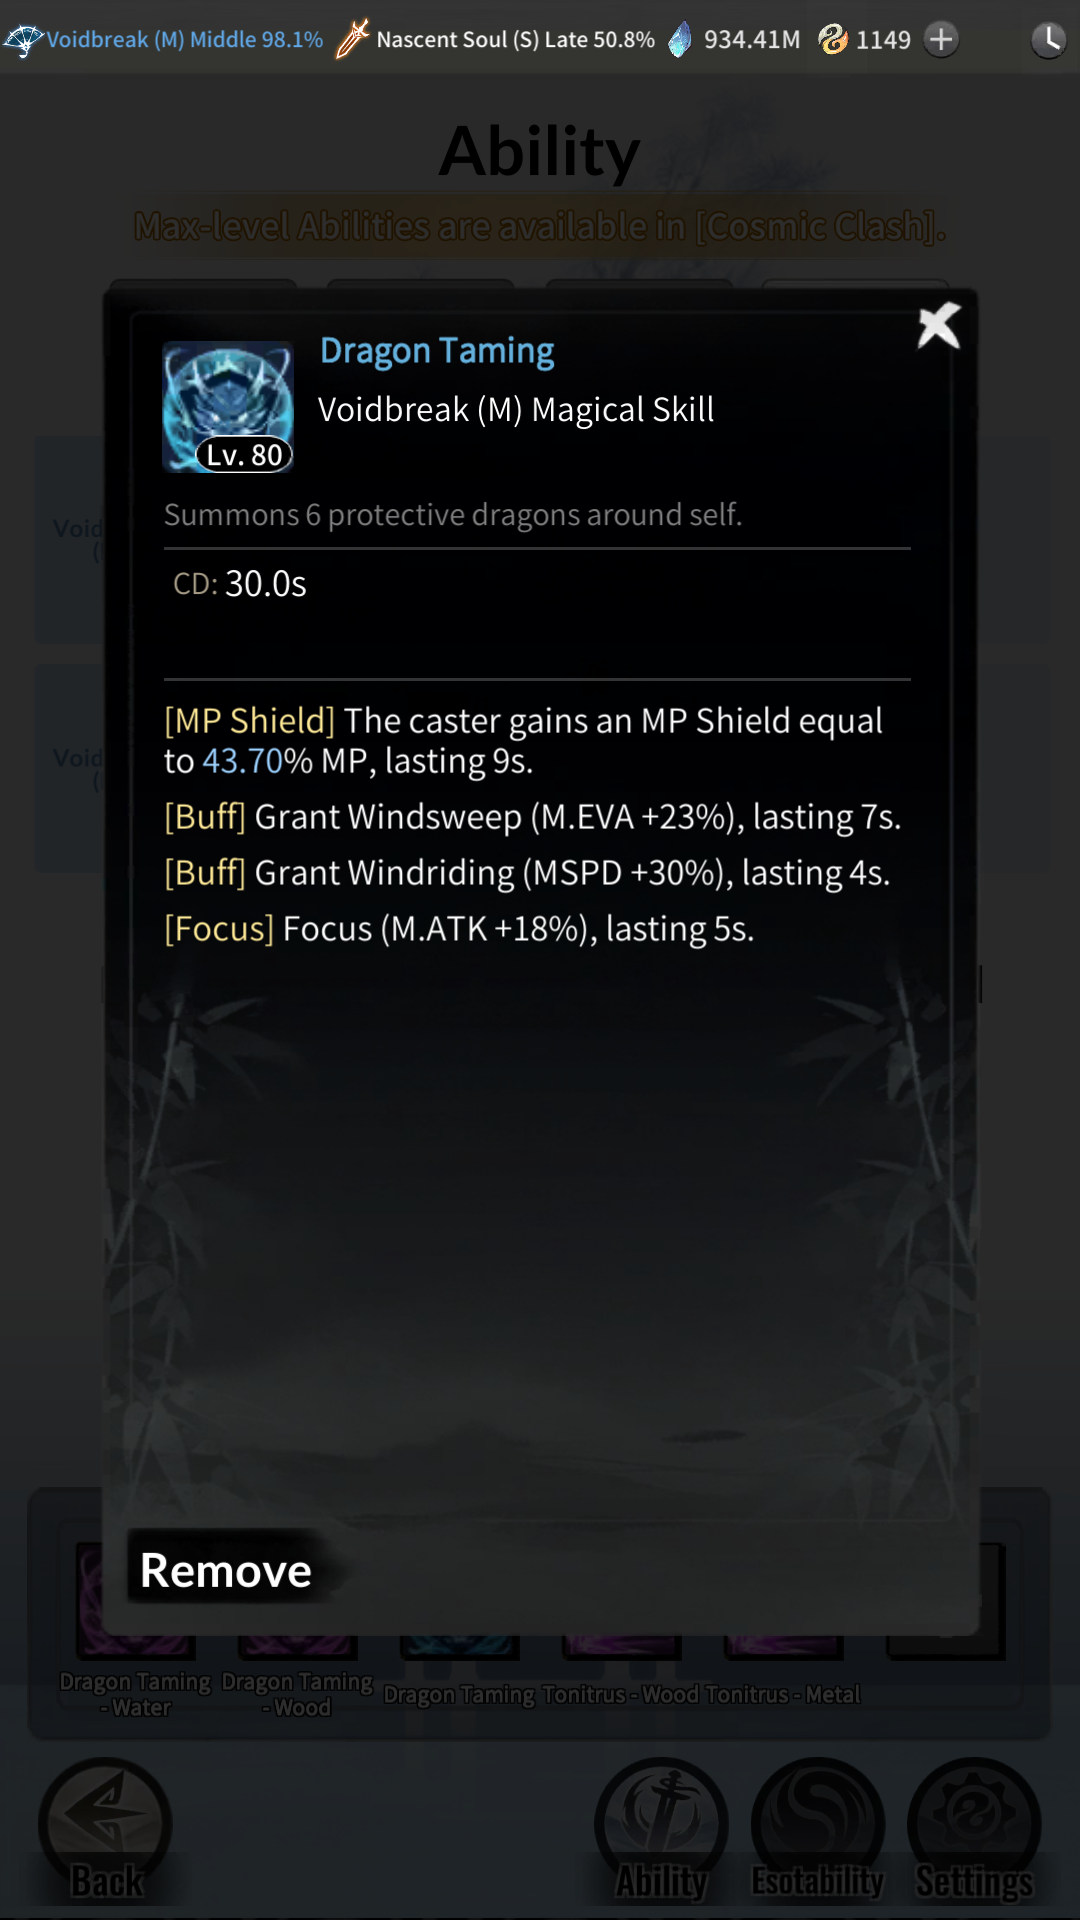 Voidbreak (M) Middle 98.1% Nascent Soul (S) Late 50.8% 934.41M 1149
Ability
Max-level Abilities are available in [Cosmic Clash].
Dragon Taming
Voidbreak (M) Magical Skill
Lv. 80
Summons 6 protective dragons around self.
CD: 30.0s
[MP Shield] The caster gains an MP Shield equal
to 43.70% MP, lasting 9s.
[Buff] Grant Windsweep (M.EVA +23%), lasting 7s.
[Buff] Grant Windriding (MSPD +30%), lasting 4s.
[Focus] Focus (M.ATK +18%), lasting 5s.
Remove
Dragon Taming - Water
Dragon Taming - Wood
Dragon Taming
Tonitrus - Wood
Tonitrus - Metal
Back
Ability
Esotability
Settings